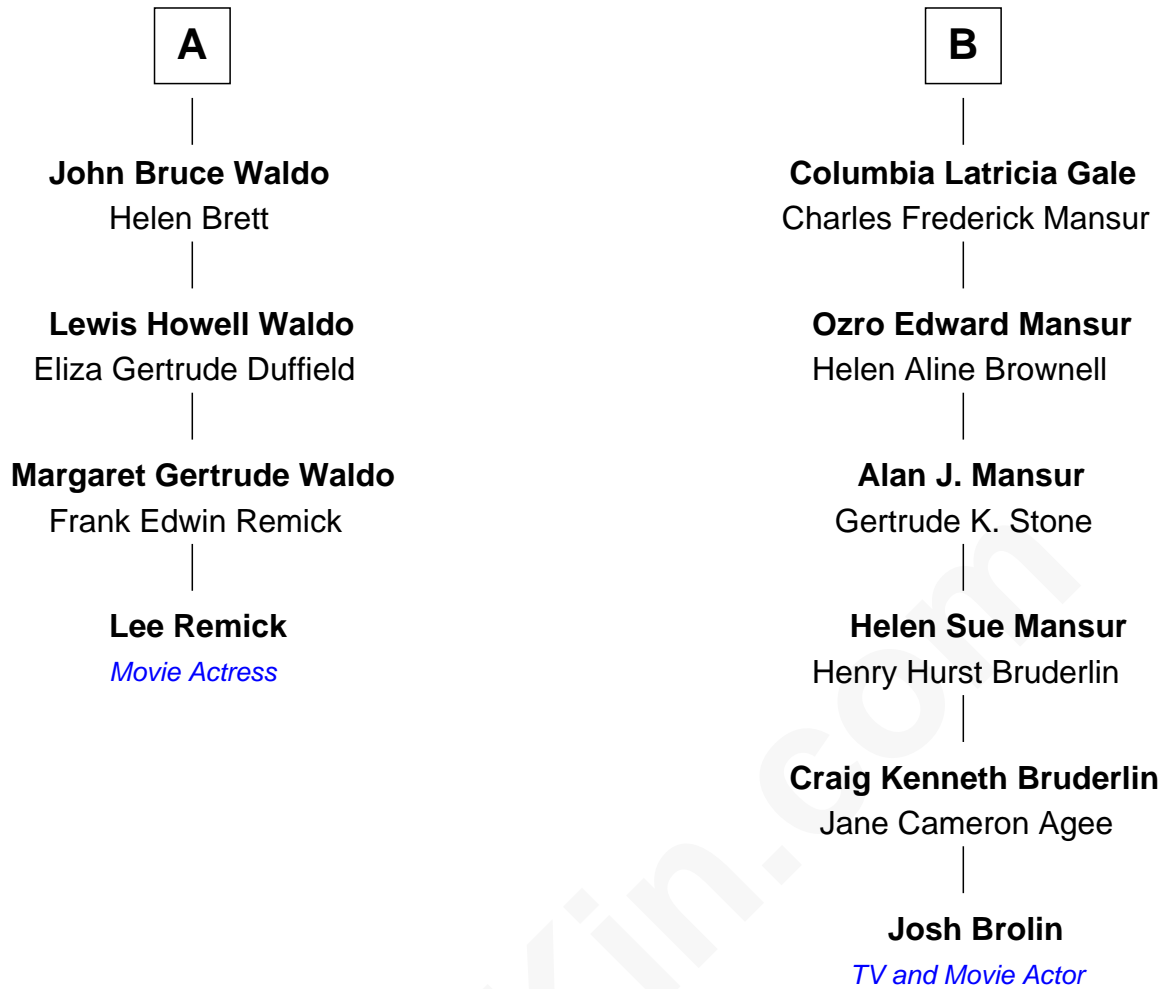 A
John Bruce Waldo
Helen Brett
Lewis Howell Waldo
Eliza Gertrude Duffield
Margaret Gertrude Waldo
Frank Edwin Remick
Lee Remick
Movie Actress
B
Columbia Latricia Gale
Charles Frederick Mansur
Ozro Edward Mansur
Helen Aline Brownell
Alan J. Mansur
Gertrude K. Stone
Helen Sue Mansur
Henry Hurst Bruderlin
Craig Kenneth Bruderlin
Jane Cameron Agee
Josh Brolin
TV and Movie Actor